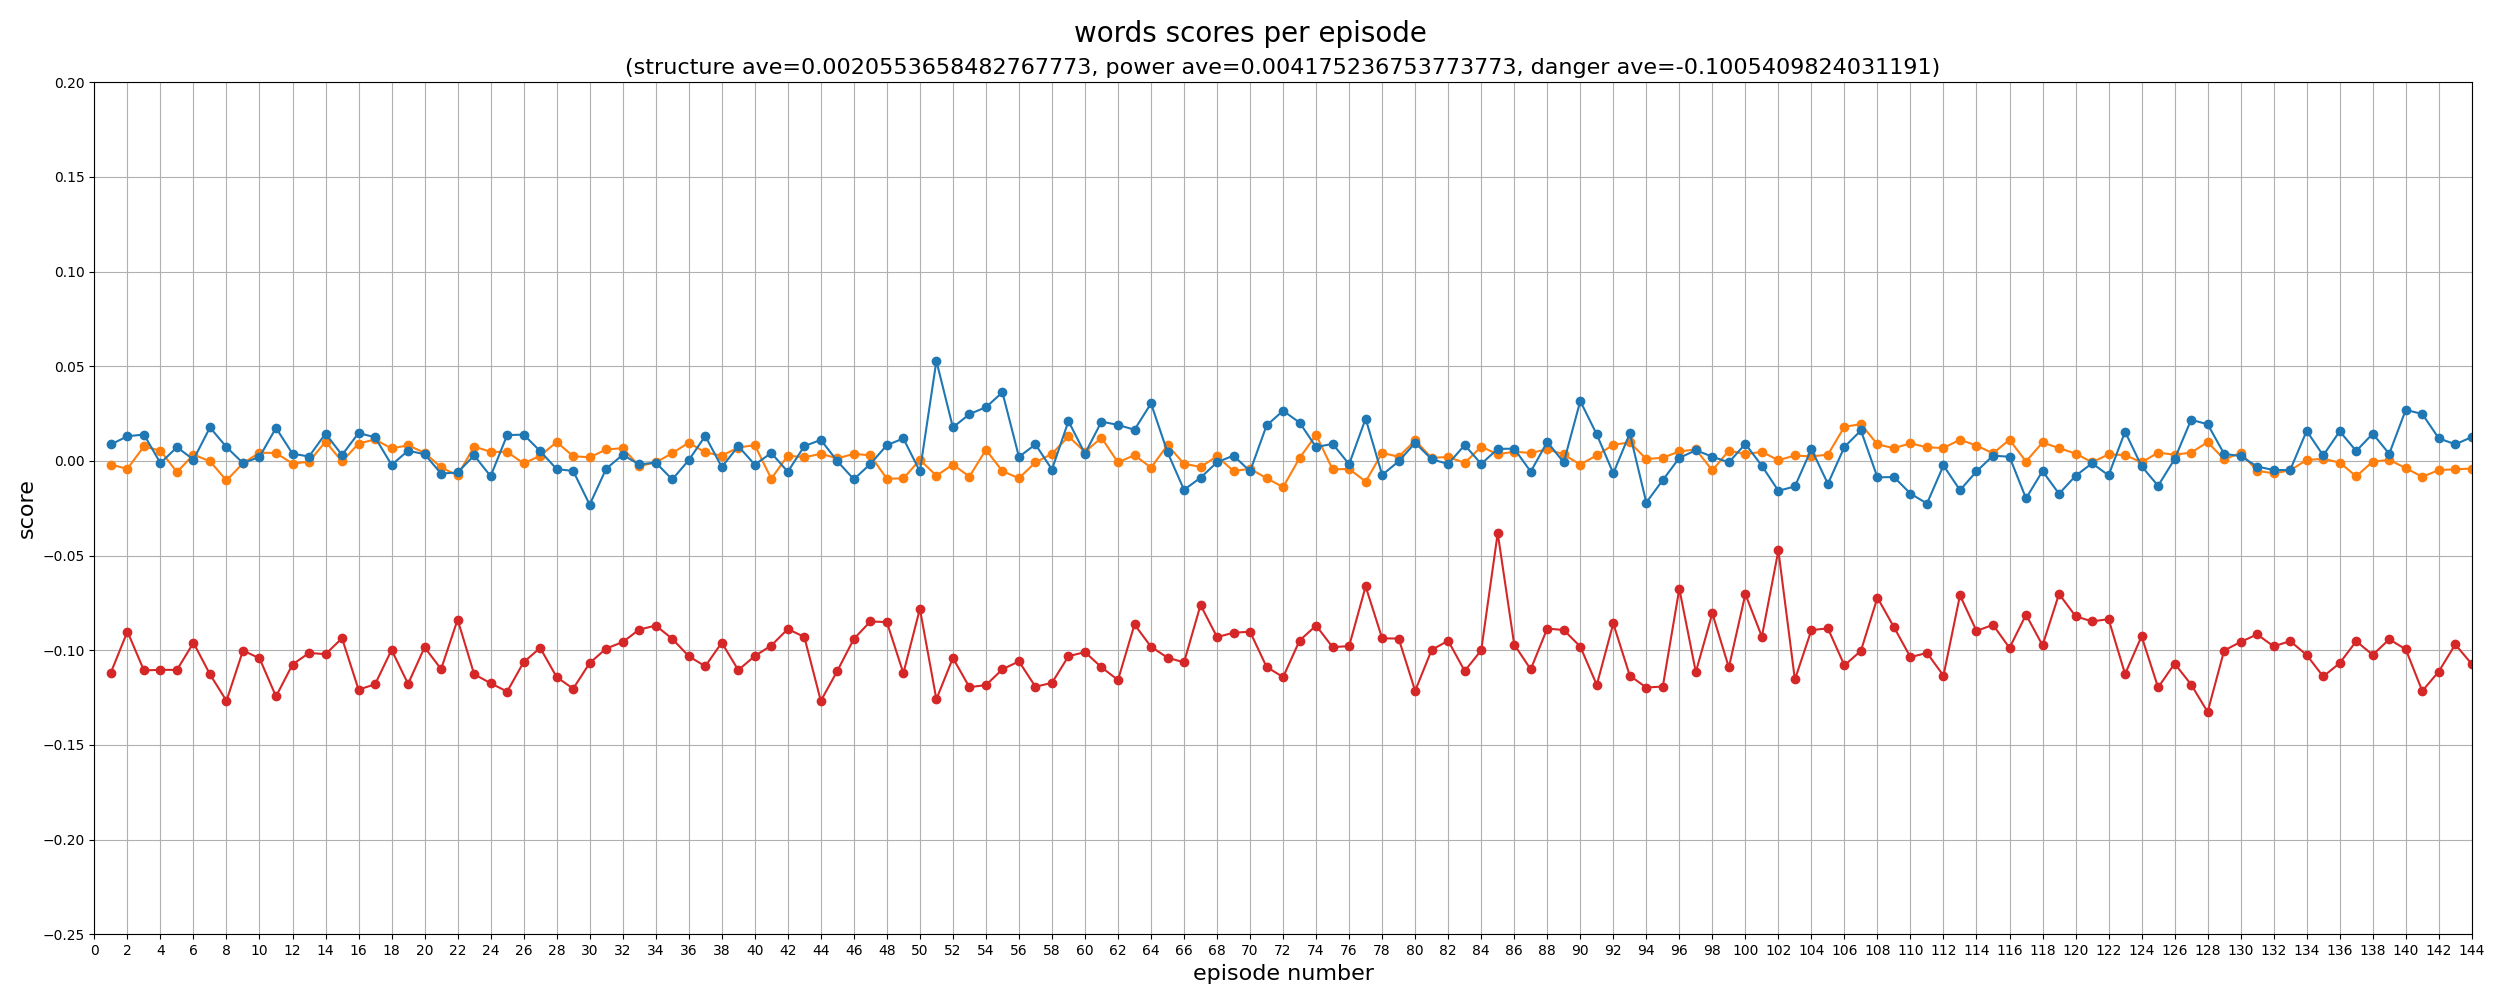 words scores per episode
(structure ave=0.0020553658482767773, power ave=0.004175236753773773, danger ave=-0.1005409824031191)
0.20
0.15
0.10
0.05
0.00
−0.05
−0.10
−0.15
−0.20
−0.25
score
0 2 4 6 8 10 12 14 16 18 20 22 24 26 28 30 32 34 36 38 40 42 44 46 48 50 52 54 56 58 60 62 64 66 68 70 72 74 76 78 80 82 84 86 88 90 92 94 96 98 100 102 104 106 108 110 112 114 116 118 120 122 124 126 128 130 132 134 136 138 140 142 144
episode number